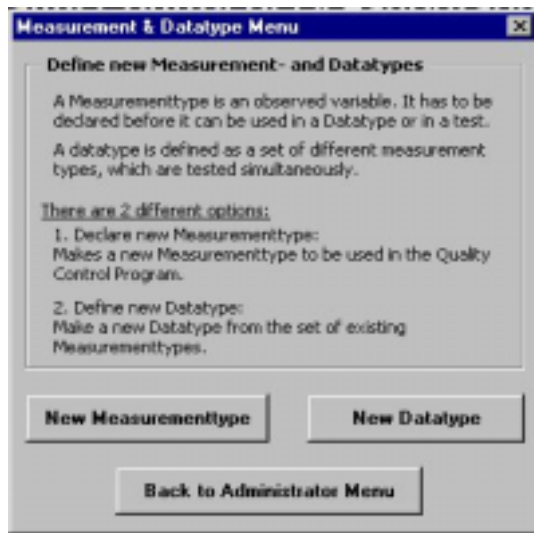 Measurement & Datatype Menu
Define new Measurement- and Datatypes
A Measurementtype is an observed variable. It has to be
declared before it can be used in a Datatype or in a test.
A datatype is defined as a set of different measurement
types, which are tested simultaneously.
There are 2 different options:
1. Declare new Measurementtype:
Makes a new Measurementtype to be used in the Quality
Control Program.
2. Define new Datatype:
Make a new Datatype from the set of existing
Measurementtypes.
New Measurementtype
New Datatype
Back to Administrator Menu